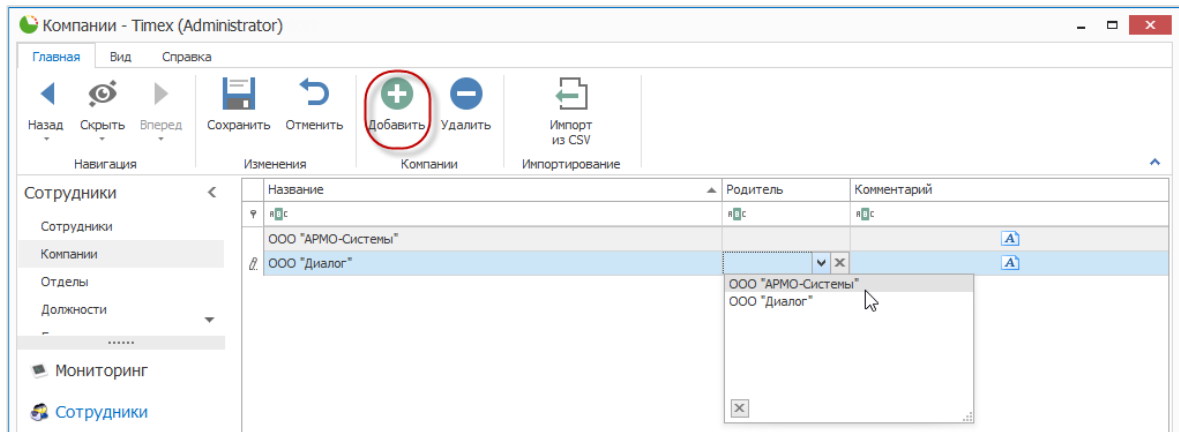 Компании - Timex (Administrator)
Главная Вид Справка
Назад Скрыть Вперед Сохранить Отменить Добавить Удалить Импорт из CSV
Навигация Изменения Компании Импортирование
Сотрудники
Название Родитель Комментарий
Сотрудники
ООО "АРМО-Системы"
Компании
ООО "Диалог"
Отделы
ООО "АРМО-Системы"
ООО "Диалог"
Должности
Мониторинг
Сотрудники